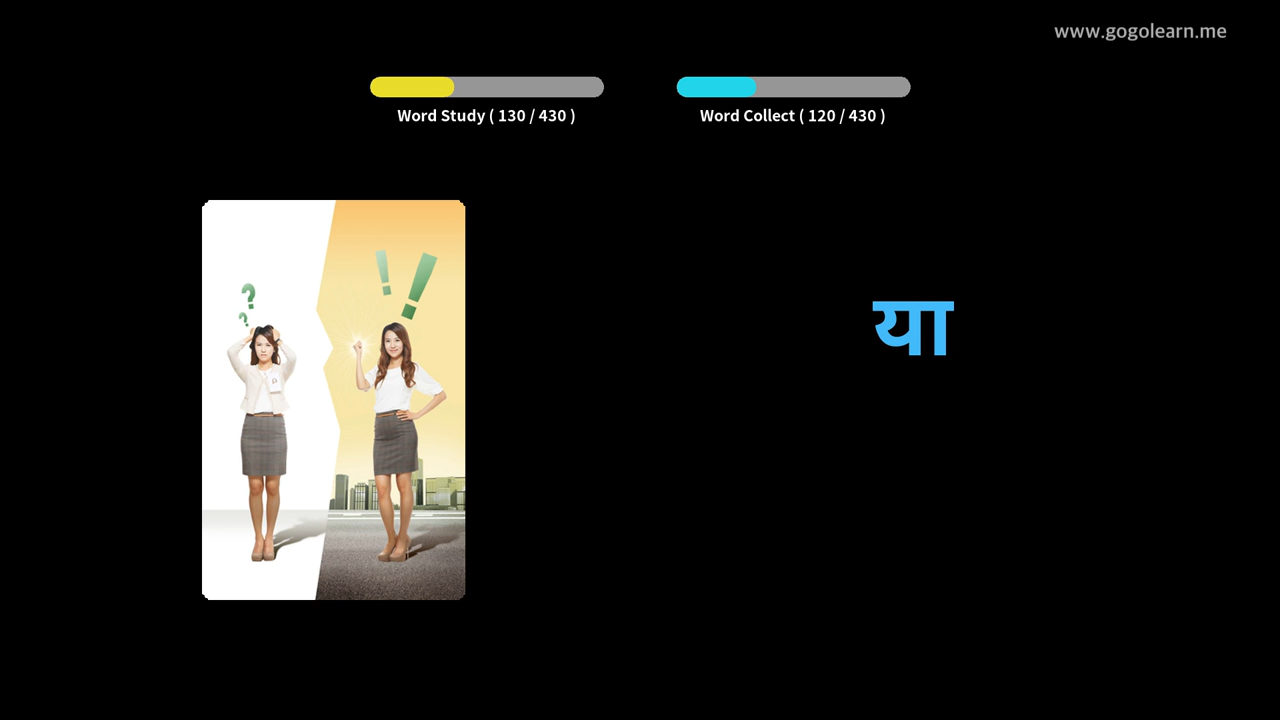 www.gogolearn.me
Word Study ( 130 / 430 )
Word Collect ( 120 / 430 )
? ?
! !
या